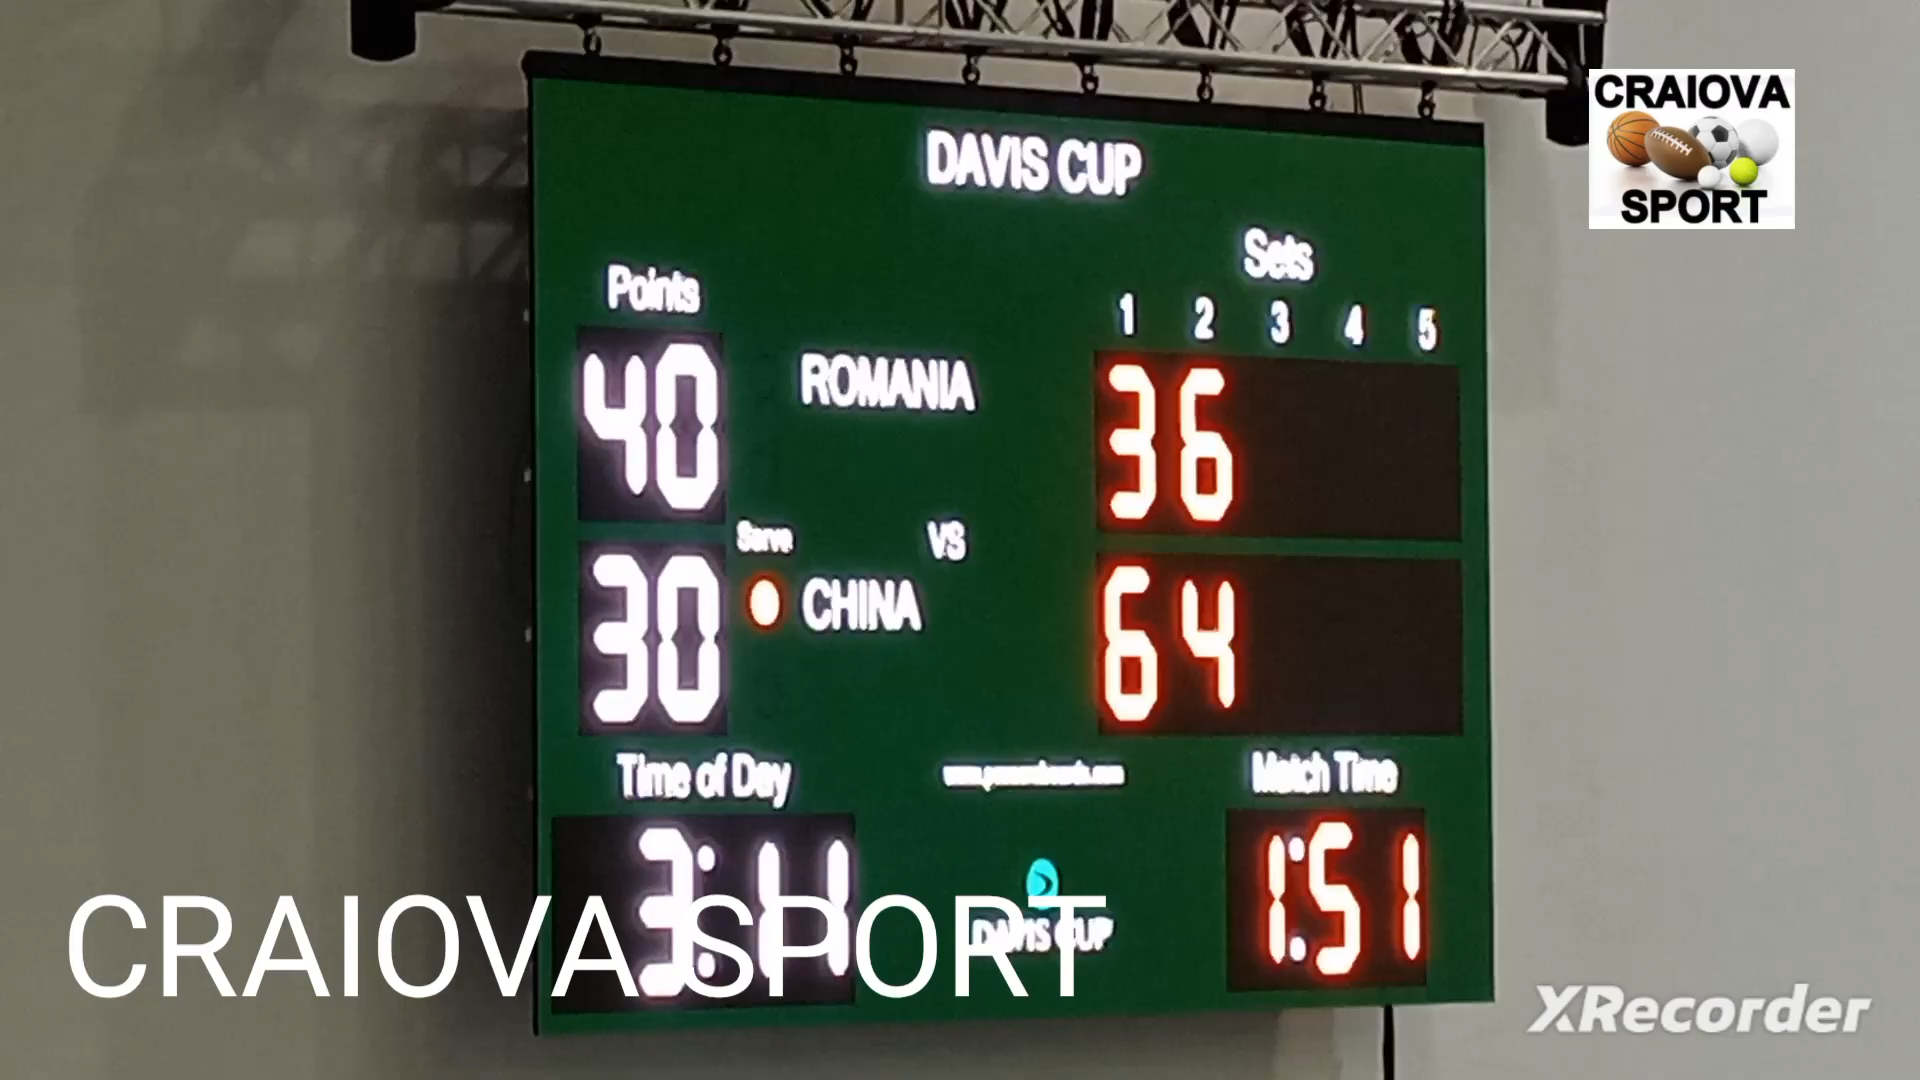 CRAIOVA
SPORT
DAVIS CUP
Sets
Points
1 2 3 4 5
40 ROMANIA 3 6
Serve VS
30 CHINA 6 4
Time of Day Match Time
3:11 1:51
DAVIS CUP
CRAIOVA SPORT
XRecorder